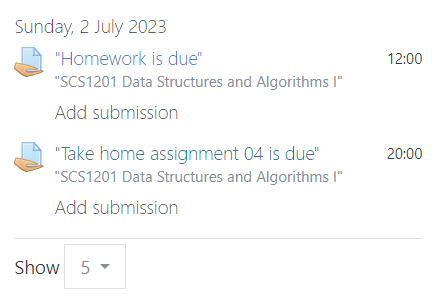 Sunday, 2 July 2023
"Homework is due" 12:00
"SCS1201 Data Structures and Algorithms I"
Add submission
"Take home assignment 04 is due" 20:00
"SCS1201 Data Structures and Algorithms I"
Add submission
Show 5